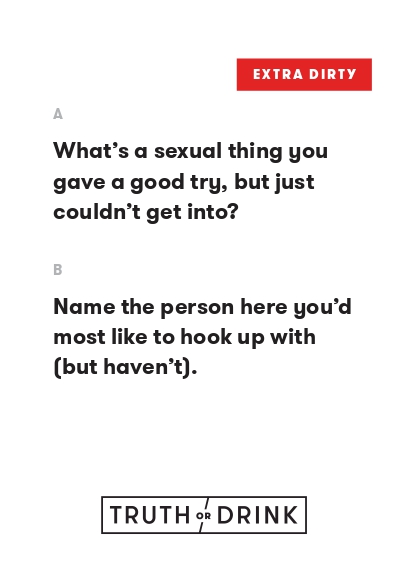 EXTRA DIRTY
A
What's a sexual thing you
gave a good try, but just
couldn't get into?
B
Name the person here you'd
most like to hook up with
(but haven't).
TRUTH OR DRINK